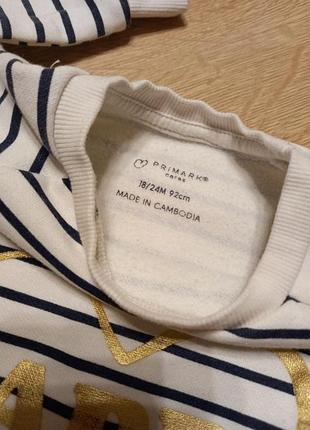 PRIMARK®
cares
18/24M 92cm
MADE IN CAMBODIA